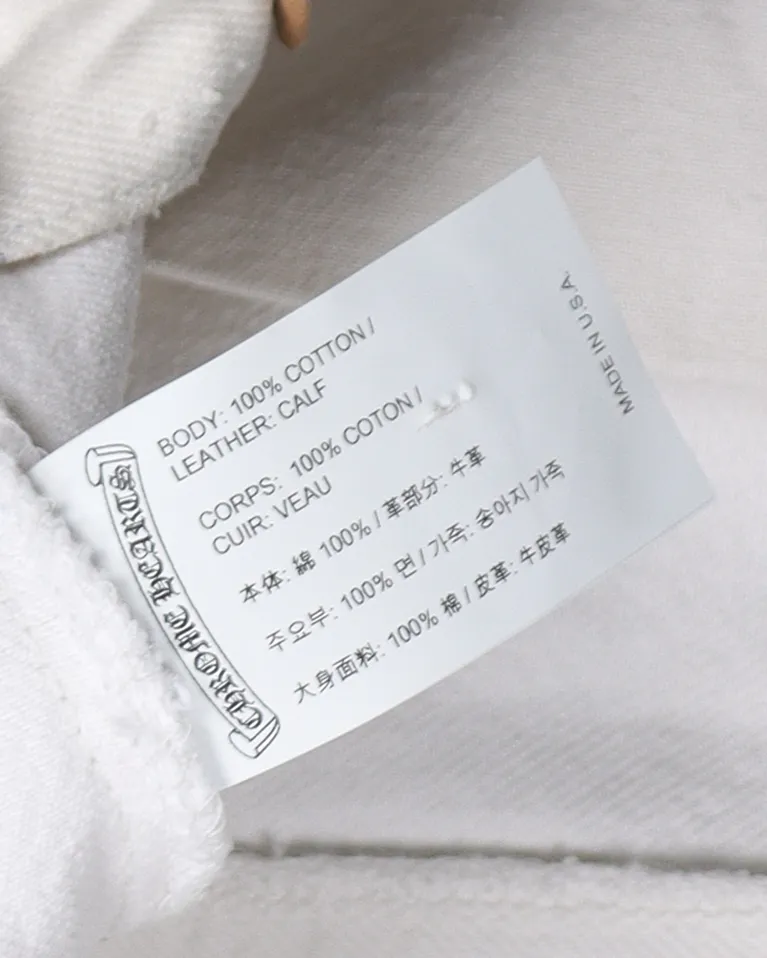 CHROME HEARTS
BODY: 100% COTTON /
LEATHER: CALF
CORPS: 100% COTON /
CUIR: VEAU
本体: 綿 100% / 革部分: 牛革
주요부: 100% 면 / 가죽: 송아지 가죽
大身面料: 100% 棉 / 皮革: 牛皮革
MADE IN U.S.A.